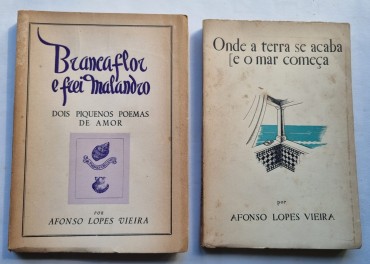 Brancaflor
e frei malandro
DOIS PIQUENOS POEMAS
DE AMOR
POR
AFONSO LOPES VIEIRA
Onde a terra se acaba
[e o mar começa
por
AFONSO LOPES VIEIRA